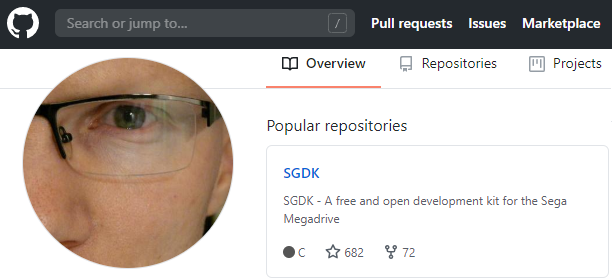 Search or jump to... /
Pull requests Issues Marketplace
Overview Repositories Projects
Popular repositories
SGDK
SGDK - A free and open development kit for the Sega
Megadrive
C 682 72